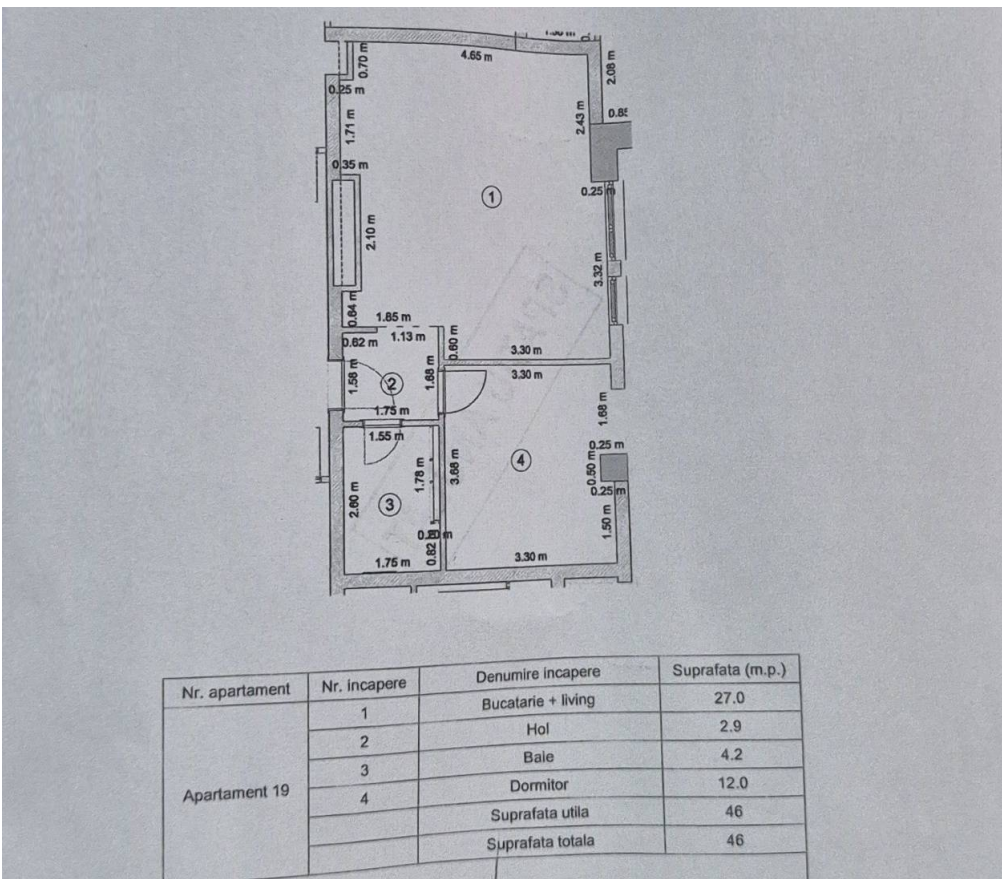 0.70 m
4.65 m
2.08 m
0.25 m
1.71 m
2.43 m
0.35 m
1
0.25 m
2.10 m
3.32 m
0.64 m
1.85 m
0.62 m
1.13 m
0.60 m
3.30 m
3.30 m
1.58 m
2
1.68 m
1.75 m
1.68 m
1.55 m
0.25 m
1.78 m
3.68 m
4
0.50 m
0.25 m
2.60 m
3
0.20 m
0.82
1.50 m
1.75 m
3.30 m
Nr. apartament Nr. incapere Denumire incapere Suprafata (m.p.)
1 Bucatarie + living 27.0
2 Hol 2.9
3 Baie 4.2
Apartament 19 4 Dormitor 12.0
Suprafata utila 46
Suprafata totala 46